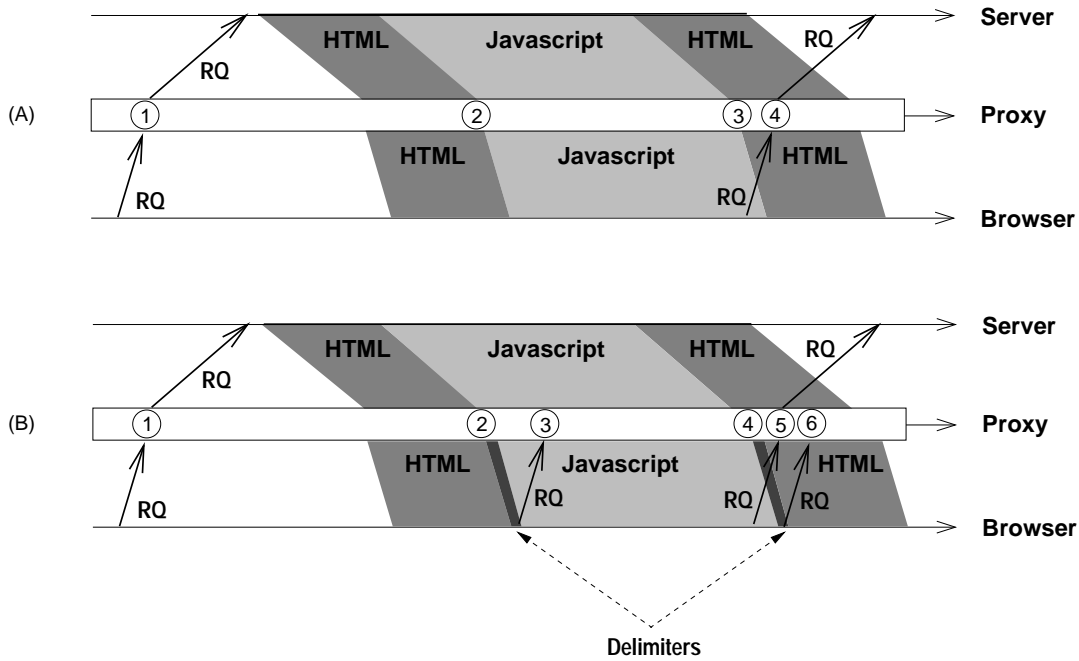 HTML Javascript HTML RQ Server
RQ
(A) 1 2 3 4 Proxy
HTML Javascript HTML
RQ RQ
Browser
Server
HTML Javascript HTML RQ
RQ
(B) 1 2 3 4 5 6 Proxy
HTML Javascript HTML
RQ RQ RQ RQ
Browser
Delimiters